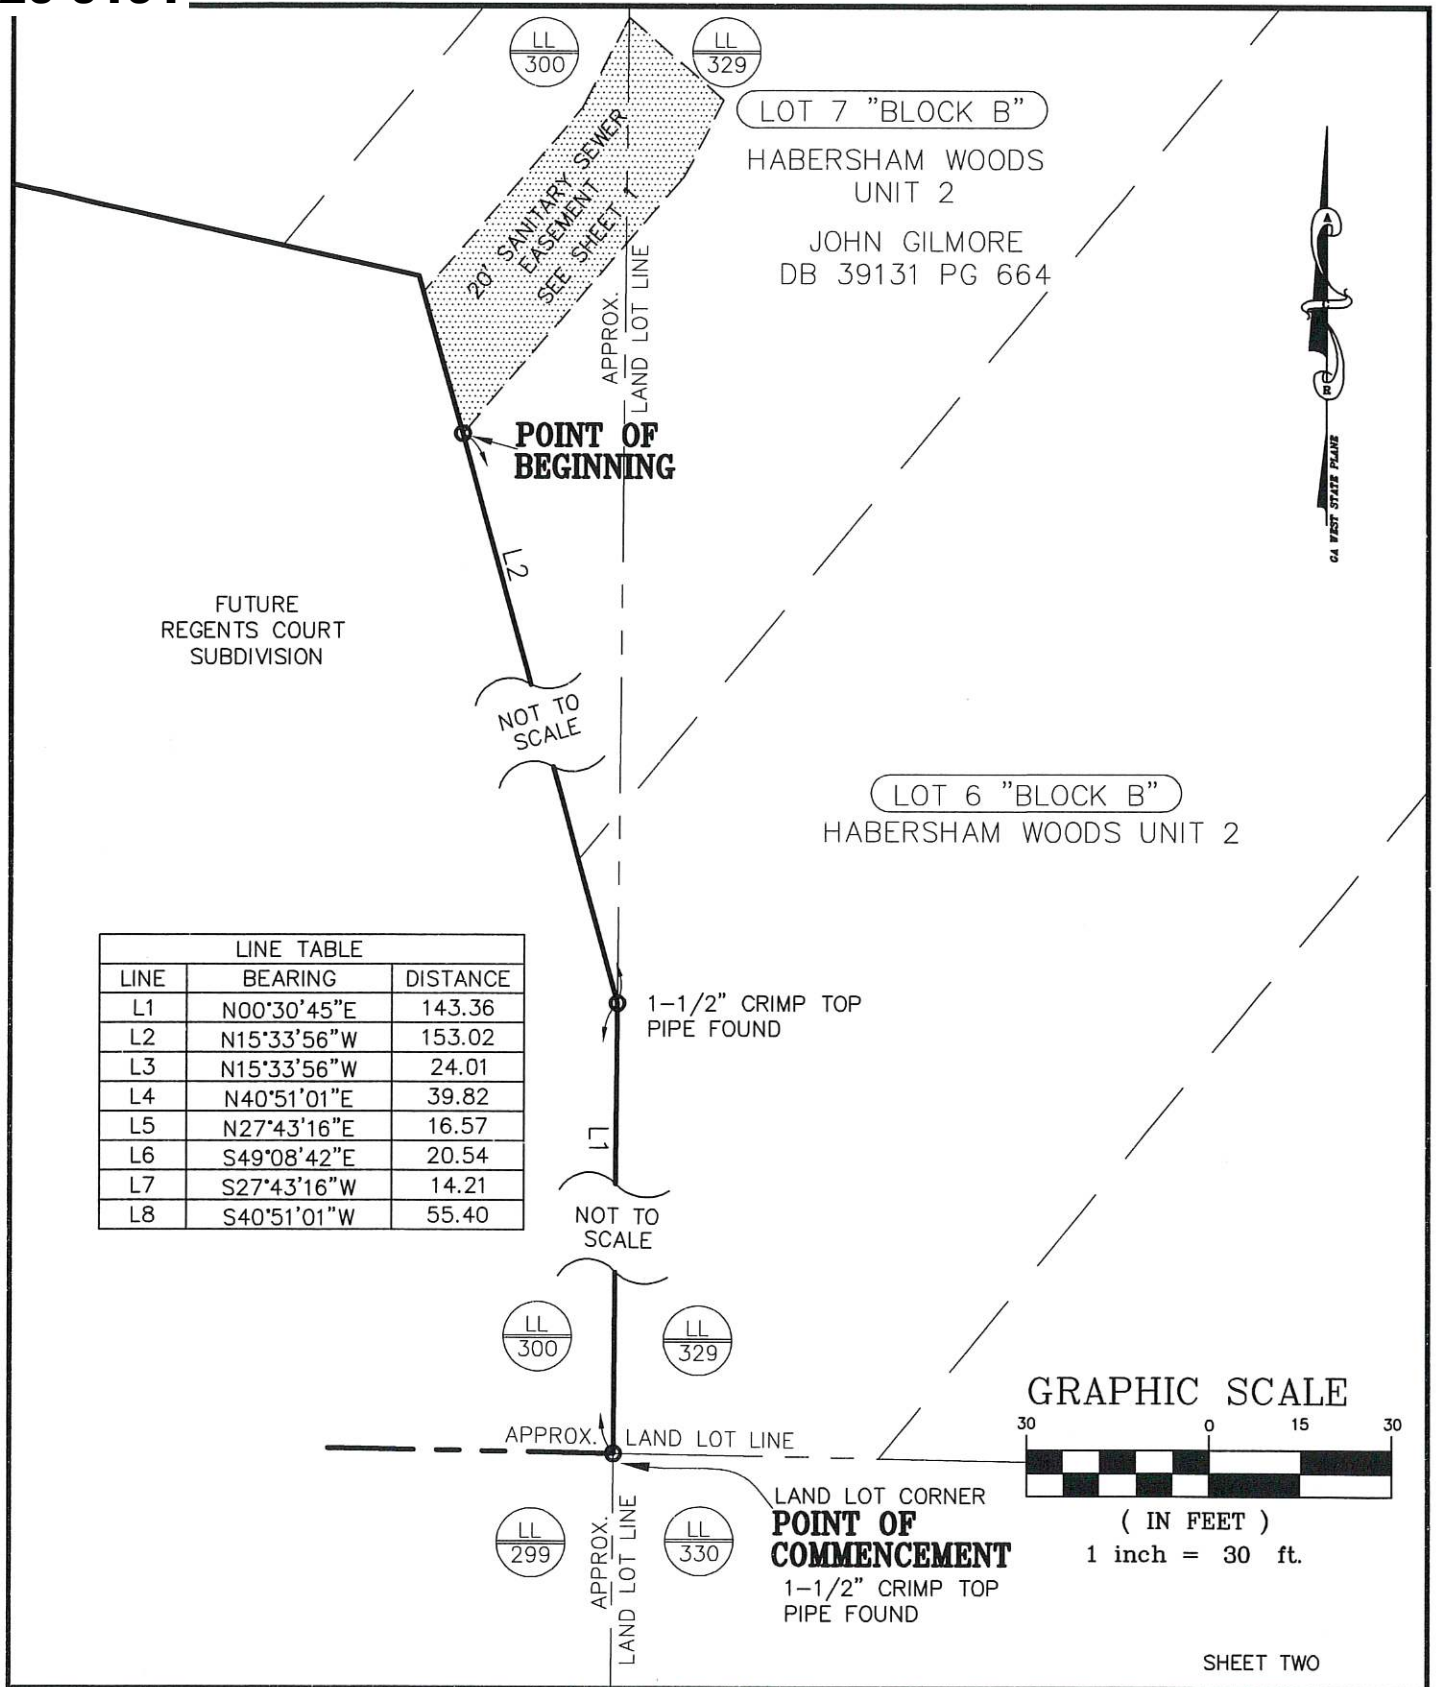 LL
300
LL
329
LOT 7 "BLOCK B"
HABERSHAM WOODS
UNIT 2
JOHN GILMORE
DB 39131 PG 664
20' SANITARY SEWER
EASEMENT
SEE SHEET 1
APPROX.
LAND LOT LINE
A
R
GA WEST STATE PLANE
POINT OF
BEGINNING
L2
FUTURE
REGENTS COURT
SUBDIVISION
NOT TO
SCALE
LOT 6 "BLOCK B"
HABERSHAM WOODS UNIT 2
LINE TABLE
LINE BEARING DISTANCE
L1 N00°30'45"E 143.36
L2 N15°33'56"W 153.02
L3 N15°33'56"W 24.01
L4 N40°51'01"E 39.82
L5 N27°43'16"E 16.57
L6 S49°08'42"E 20.54
L7 S27°43'16"W 14.21
L8 S40°51'01"W 55.40
1-1/2" CRIMP TOP
PIPE FOUND
L1
NOT TO
SCALE
LL
300
LL
329
APPROX. LAND LOT LINE
GRAPHIC SCALE
30 0 15 30
( IN FEET )
1 inch = 30 ft.
LL
299
LL
330
APPROX.
LAND LOT LINE
LAND LOT CORNER
POINT OF
COMMENCEMENT
1-1/2" CRIMP TOP
PIPE FOUND
SHEET TWO